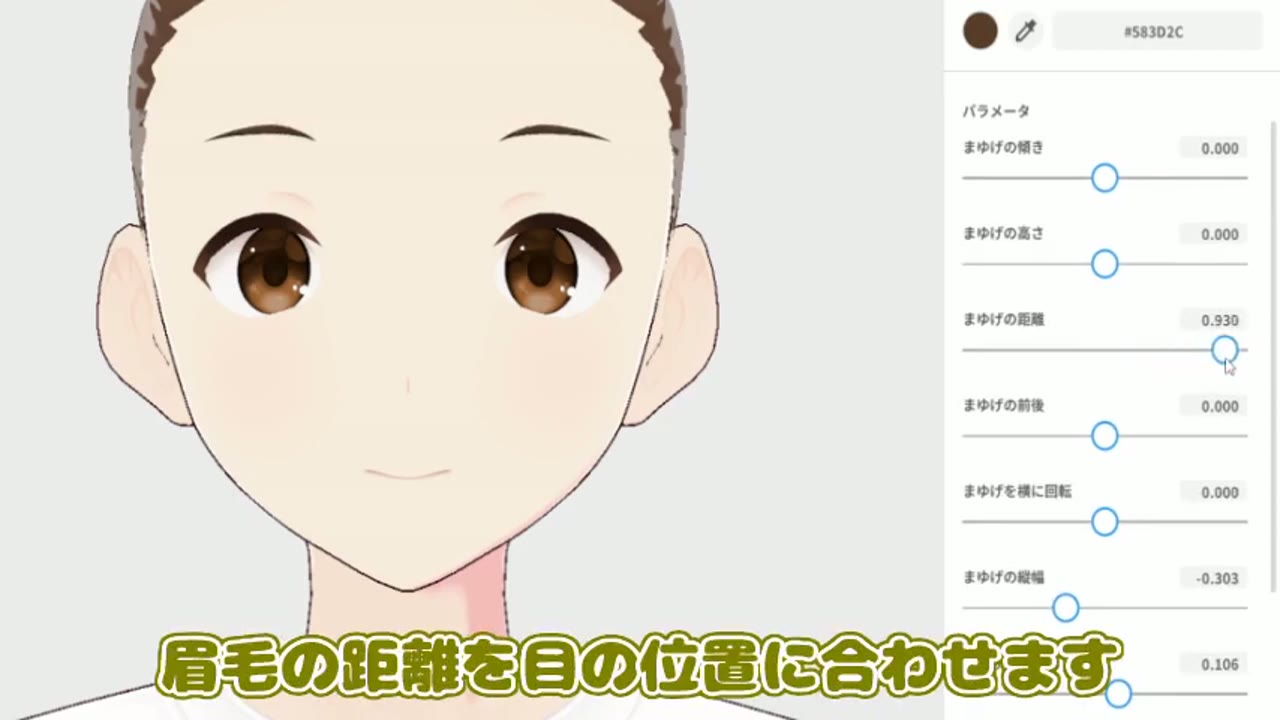 #583D2C
パラメータ
まゆげの傾き 0.000
まゆげの高さ 0.000
まゆげの距離 0.930
まゆげの前後 0.000
まゆげを横に回転 0.000
まゆげの縦幅 -0.303
0.106
眉毛の距離を目の位置に合わせます